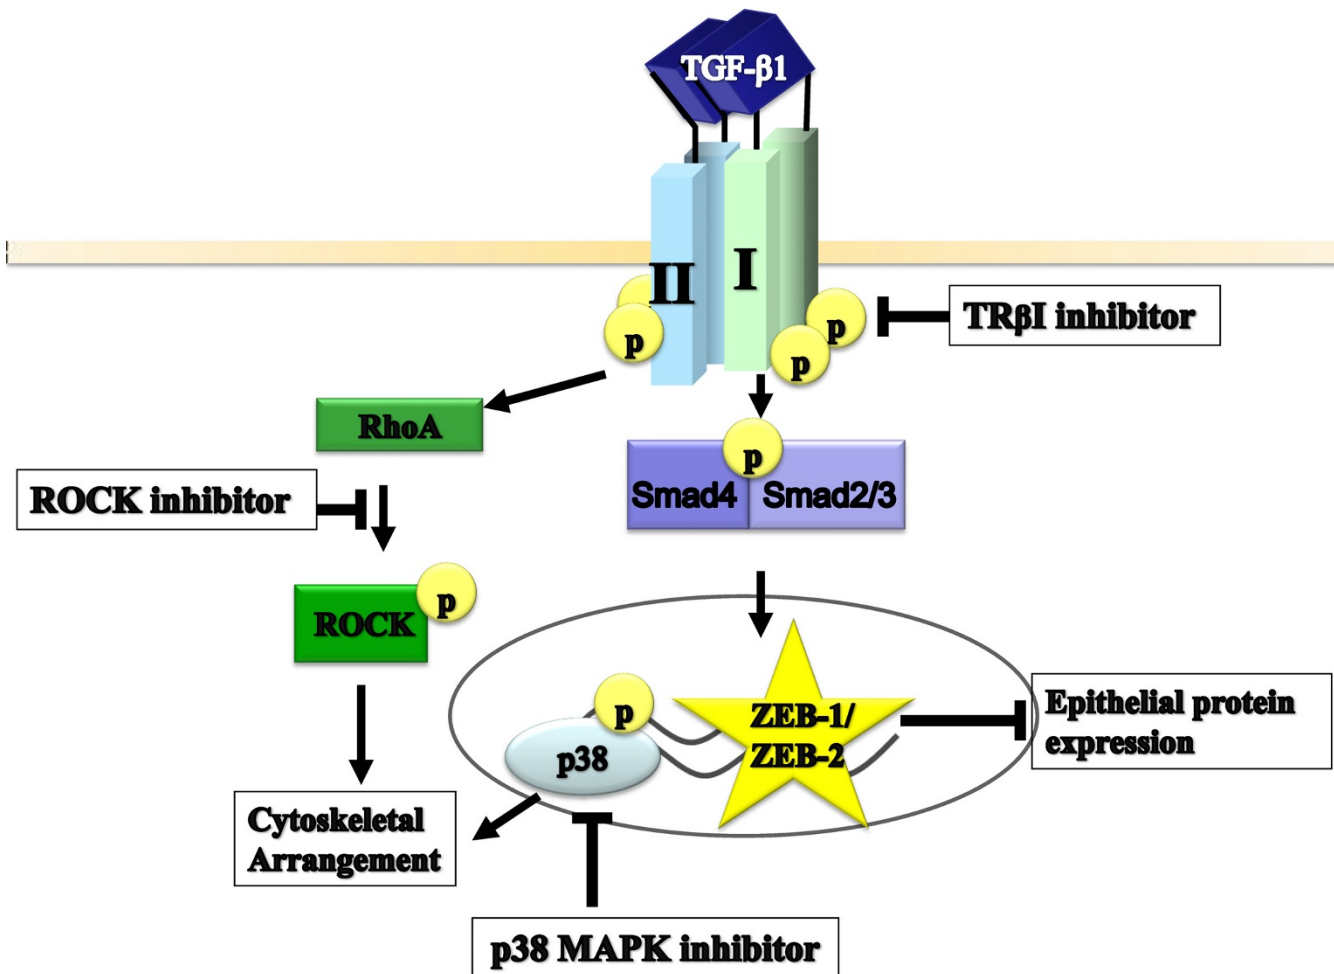 TGF-β1
II
I
p
p
p
TRβI inhibitor
RhoA
p
Smad4
Smad2/3
ROCK inhibitor
ROCK
p
p
p38
ZEB-1/
ZEB-2
Epithelial protein
expression
Cytoskeletal
Arrangement
p38 MAPK inhibitor